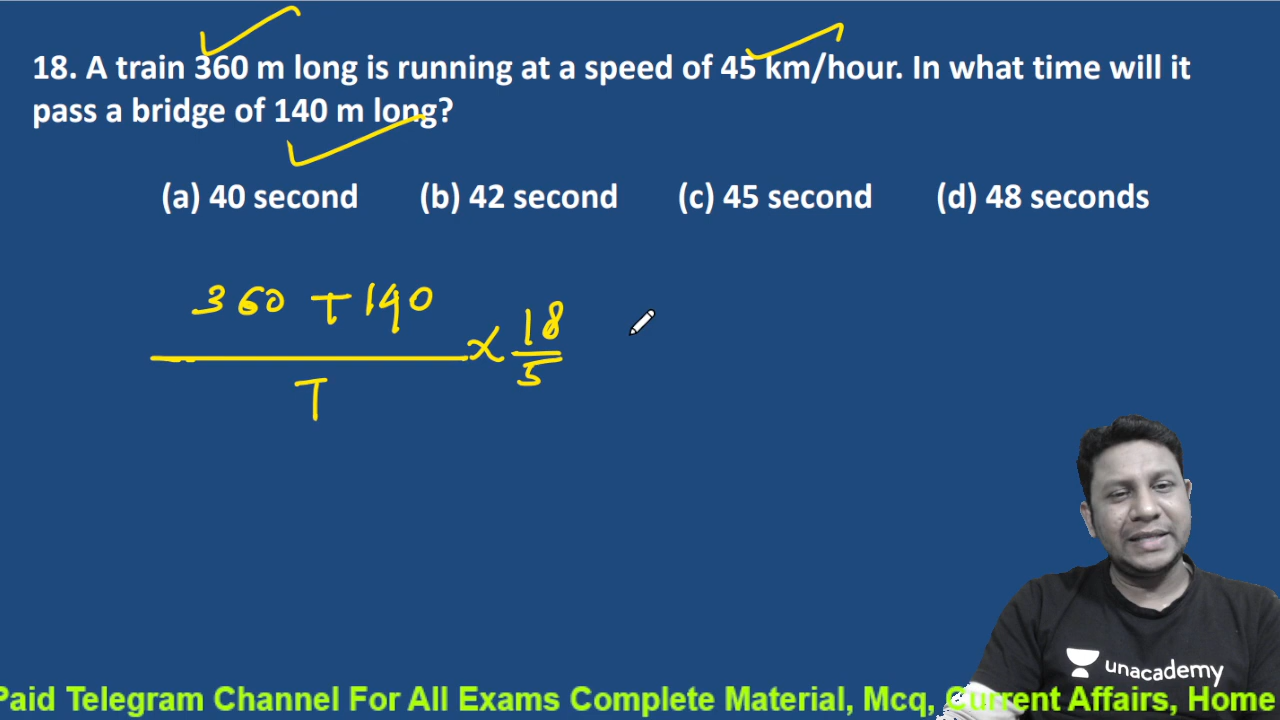 18. A train 360 m long is running at a speed of 45 km/hour. In what time will it
pass a bridge of 140 m long?
(a) 40 second (b) 42 second (c) 45 second (d) 48 seconds
360 + 140
T
× 18
5
unacademy
Paid Telegram Channel For All Exams Complete Material, Mcq, Current Affairs, Home